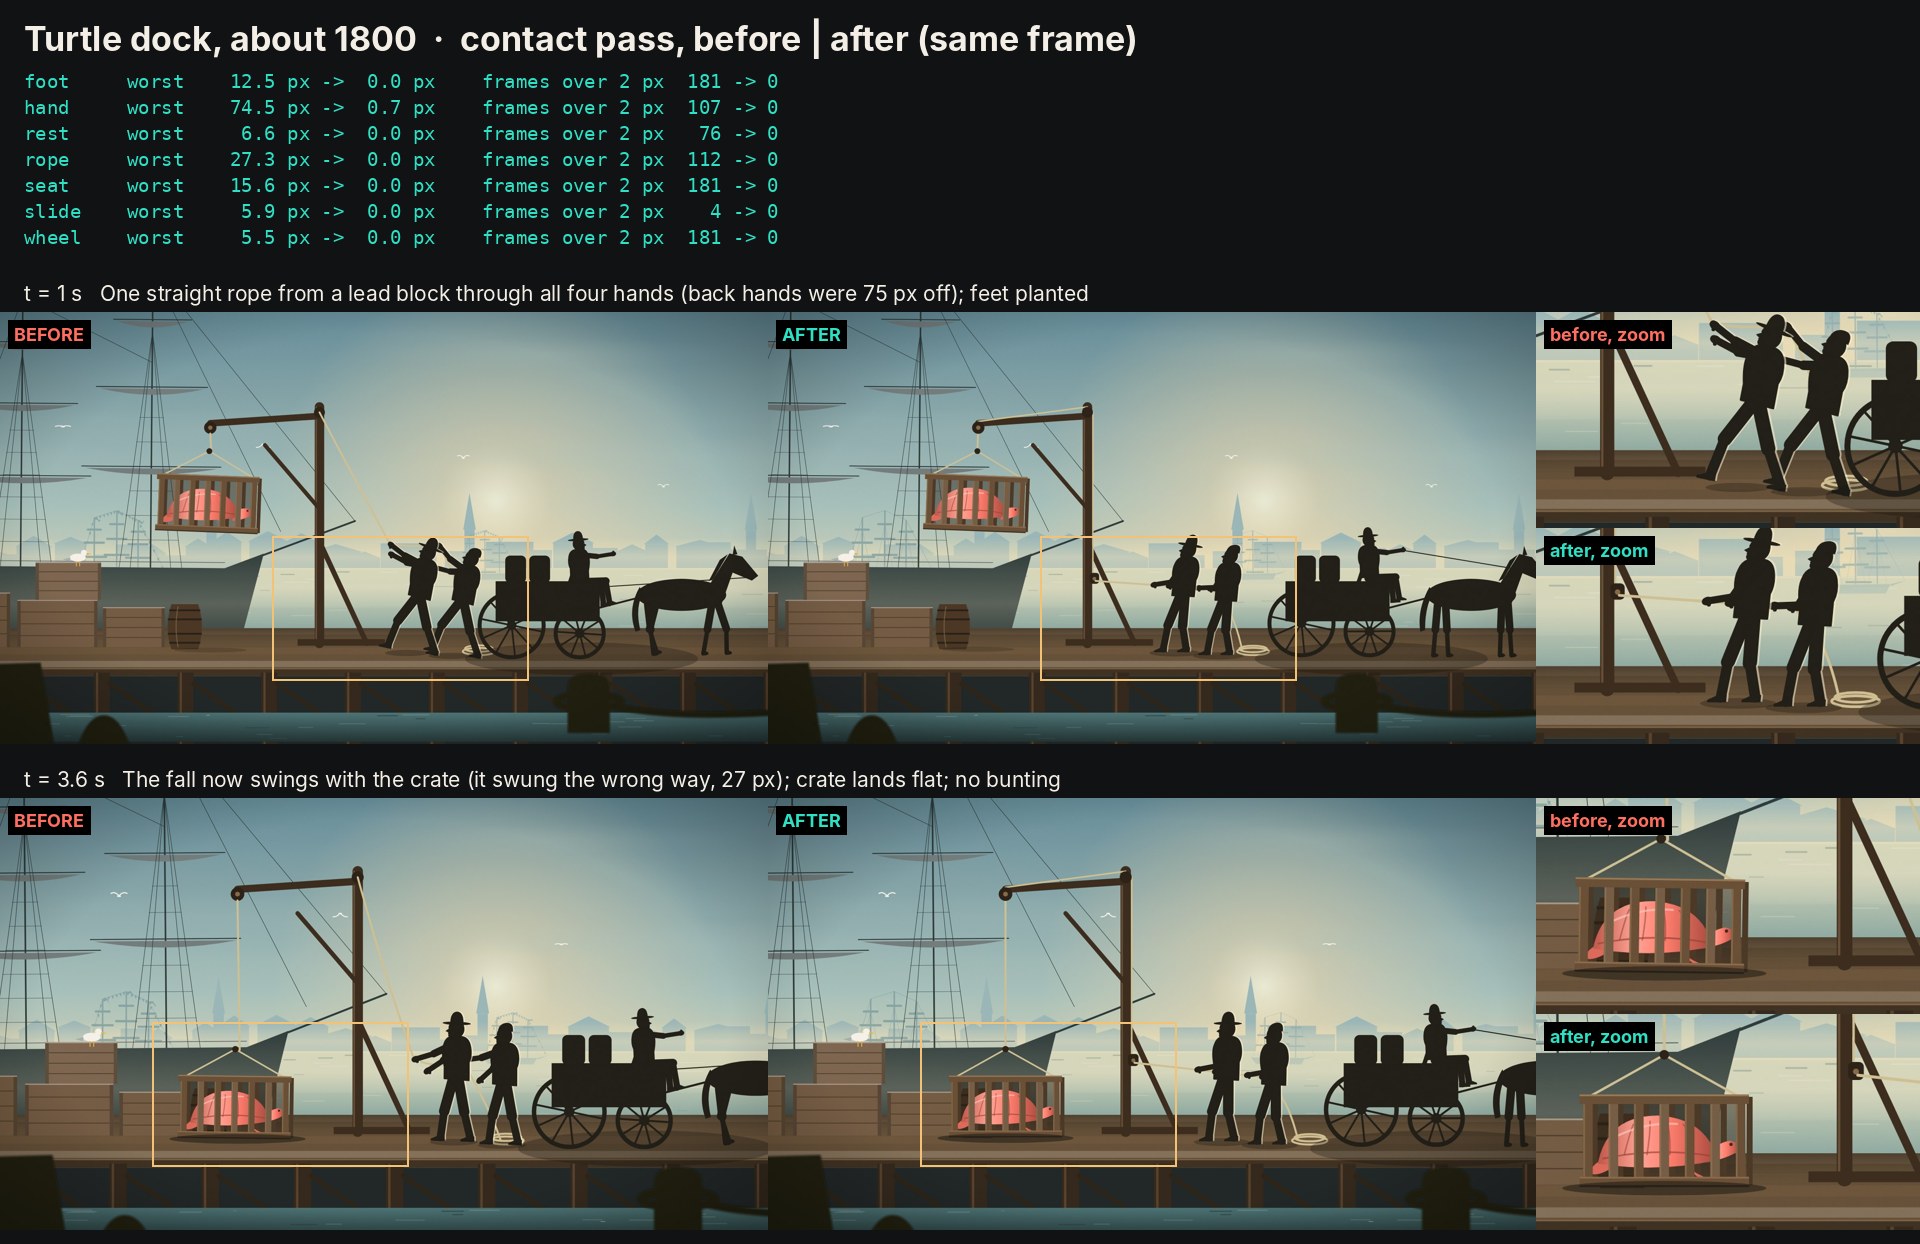 Turtle dock, about 1800 · contact pass, before | after (same frame)
foot worst 12.5 px -> 0.0 px frames over 2 px 181 -> 0
hand worst 74.5 px -> 0.7 px frames over 2 px 107 -> 0
rest worst 6.6 px -> 0.0 px frames over 2 px 76 -> 0
rope worst 27.3 px -> 0.0 px frames over 2 px 112 -> 0
seat worst 15.6 px -> 0.0 px frames over 2 px 181 -> 0
slide worst 5.9 px -> 0.0 px frames over 2 px 4 -> 0
wheel worst 5.5 px -> 0.0 px frames over 2 px 181 -> 0
t = 1 s One straight rope from a lead block through all four hands (back hands were 75 px off); feet planted
BEFORE
AFTER
before, zoom
after, zoom
t = 3.6 s The fall now swings with the crate (it swung the wrong way, 27 px); crate lands flat; no bunting
BEFORE
AFTER
before, zoom
after, zoom